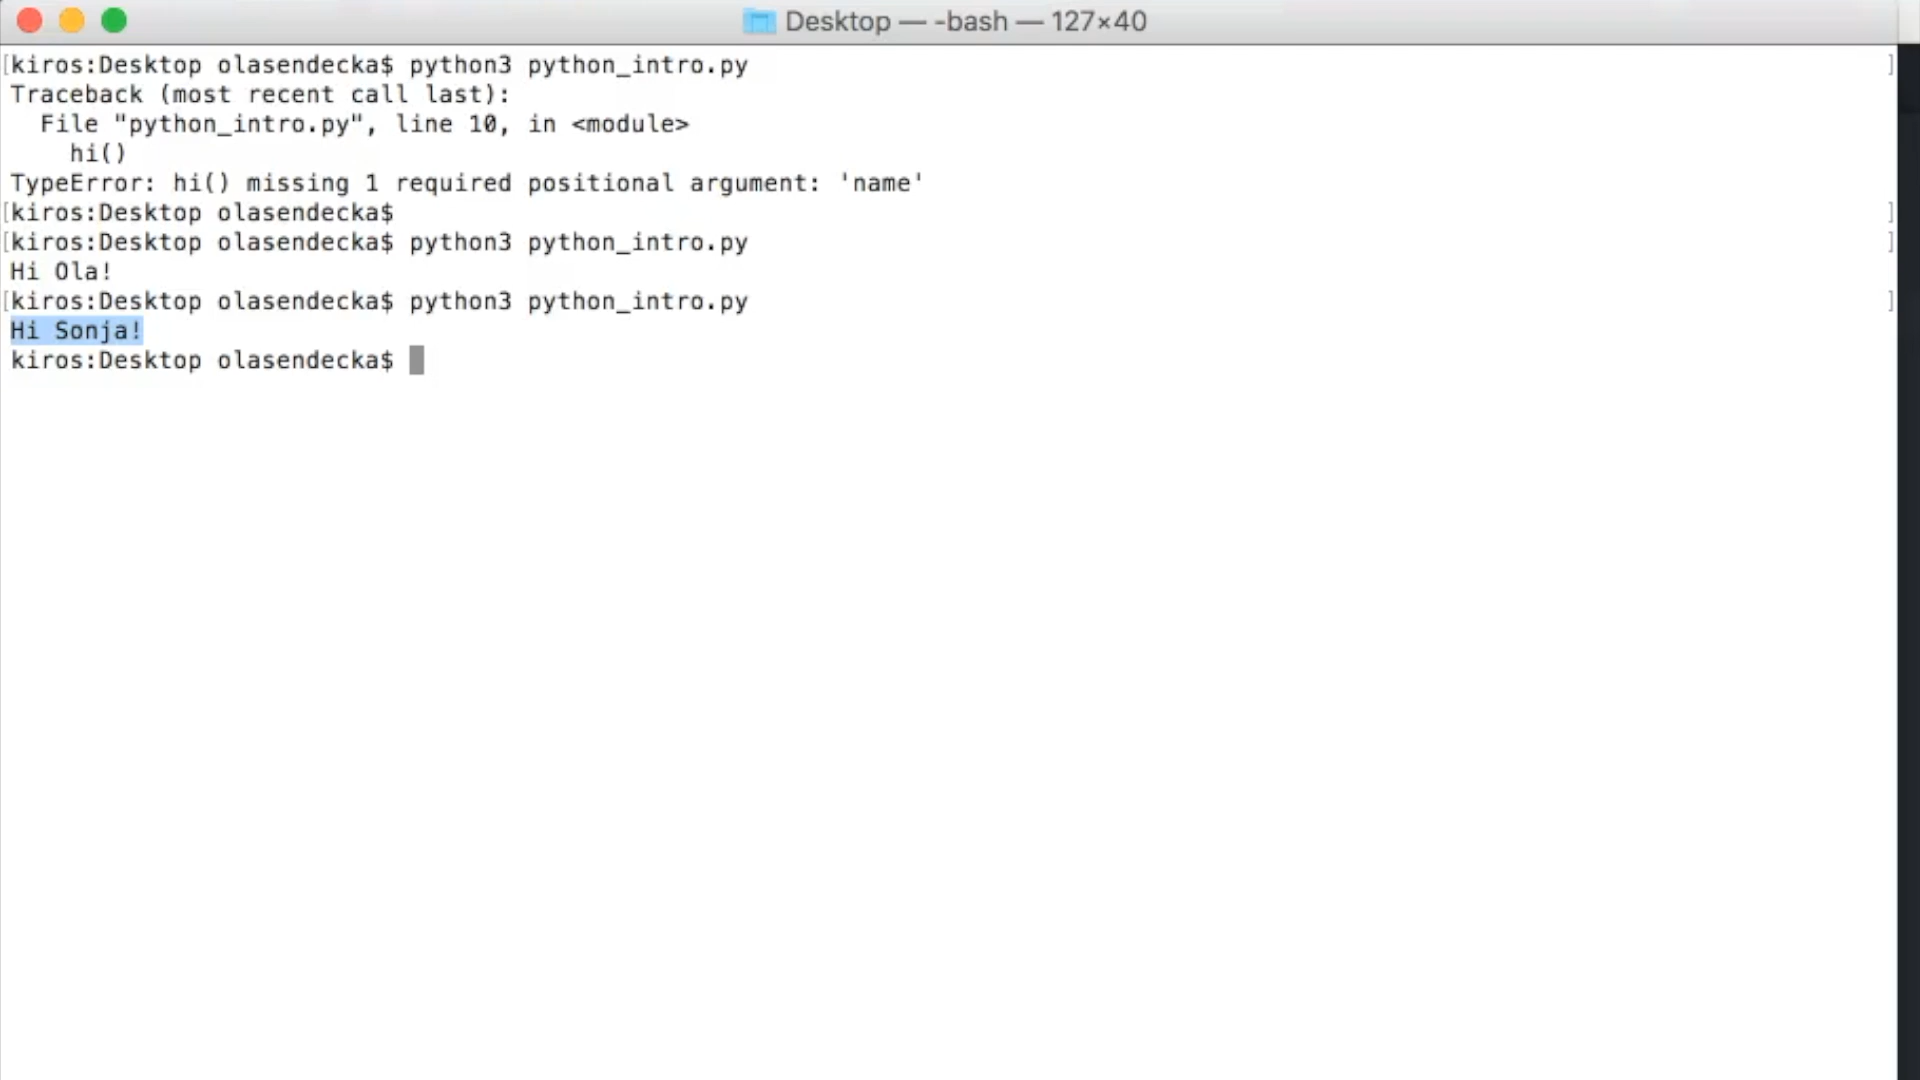 Desktop — -bash — 127×40
[kiros:Desktop olasendecka$ python3 python_intro.py ]
Traceback (most recent call last):
  File "python_intro.py", line 10, in <module>
    hi()
TypeError: hi() missing 1 required positional argument: 'name'
[kiros:Desktop olasendecka$ ]
[kiros:Desktop olasendecka$ python3 python_intro.py ]
Hi Ola!
[kiros:Desktop olasendecka$ python3 python_intro.py ]
Hi Sonja!
kiros:Desktop olasendecka$